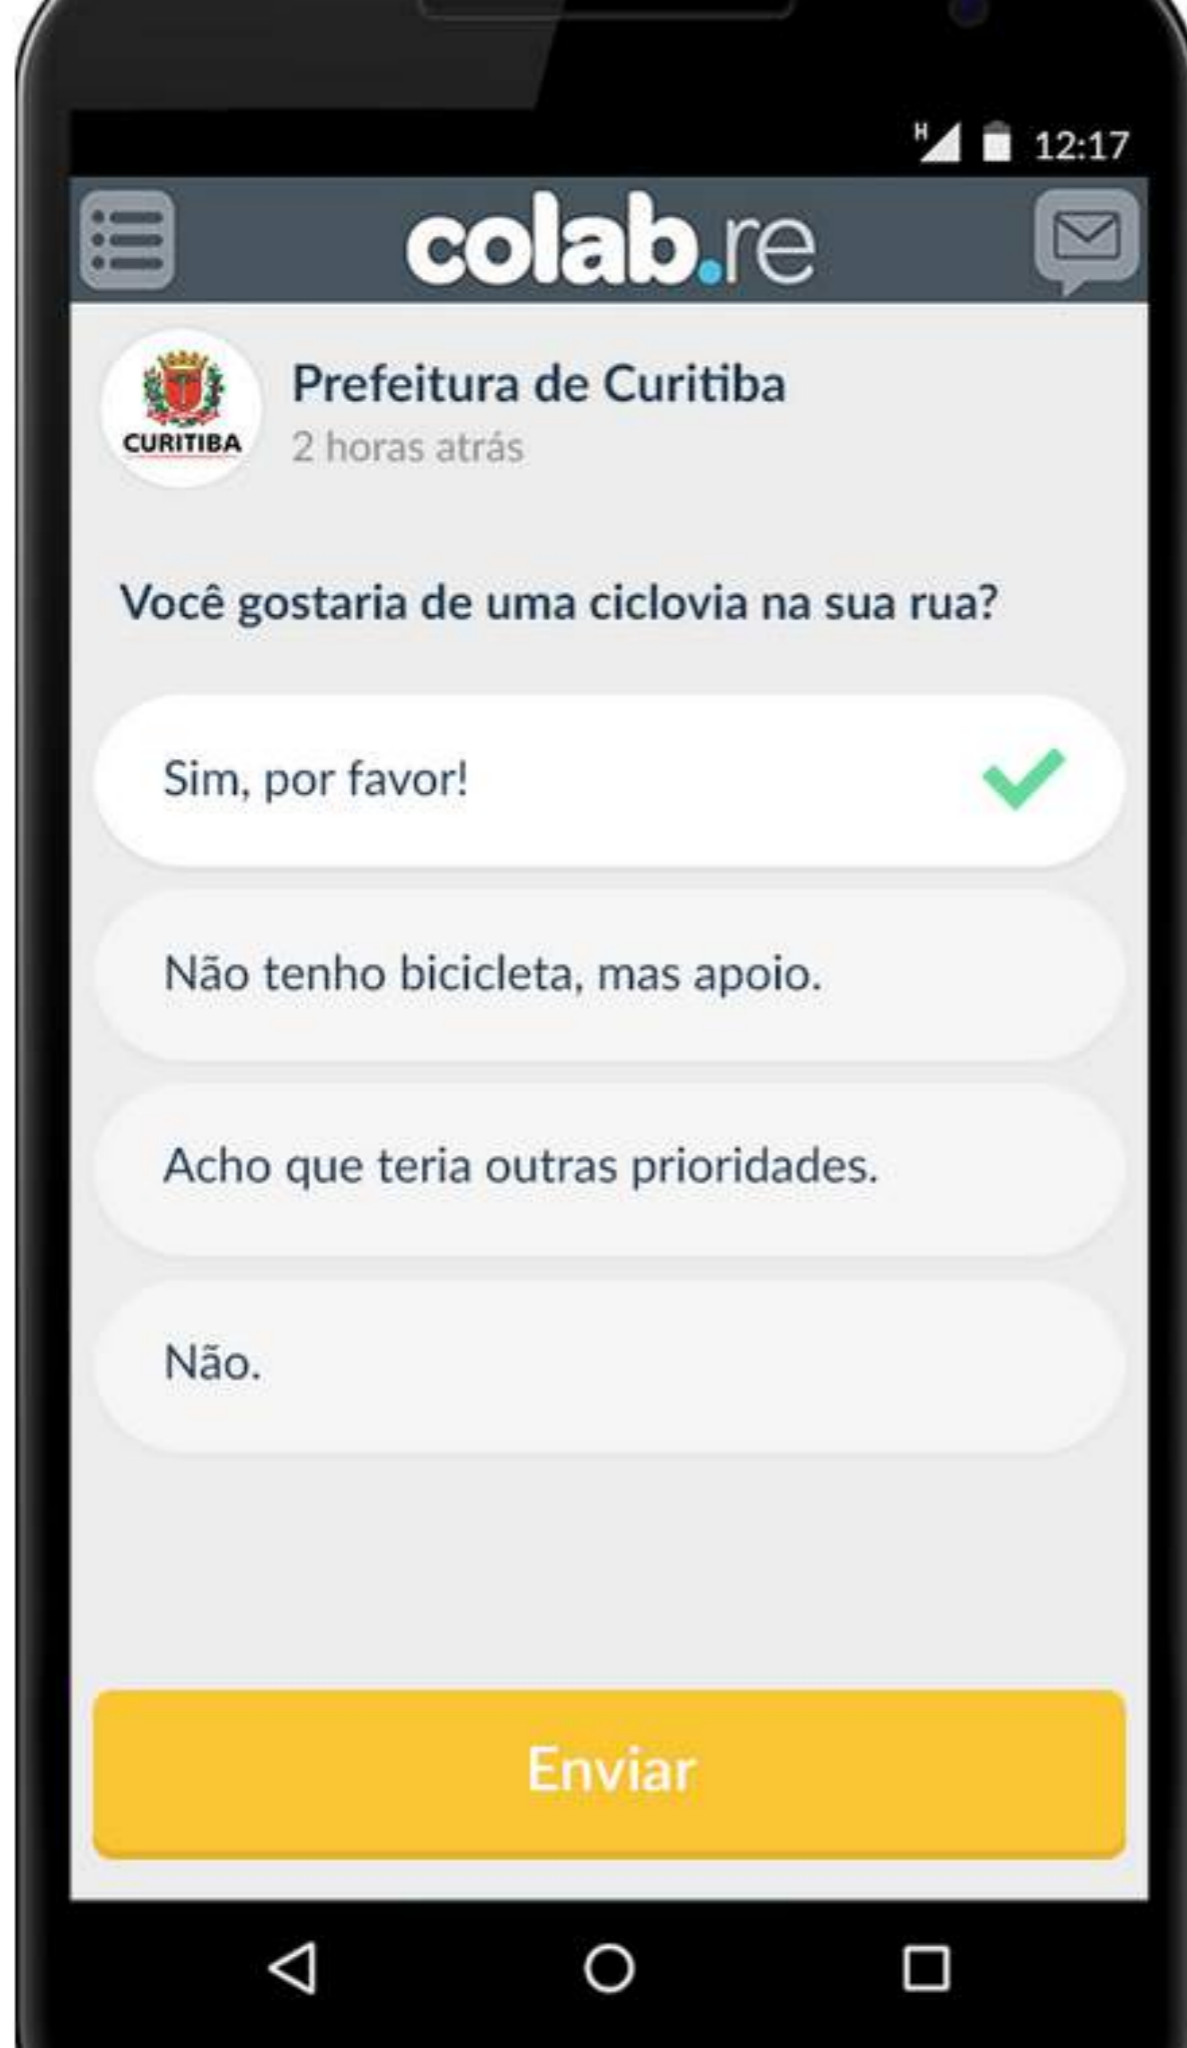 H 12:17
colab.re
CURITIBA
Prefeitura de Curitiba
2 horas atrás
Você gostaria de uma ciclovia na sua rua?
Sim, por favor!
Não tenho bicicleta, mas apoio.
Acho que teria outras prioridades.
Não.
Enviar